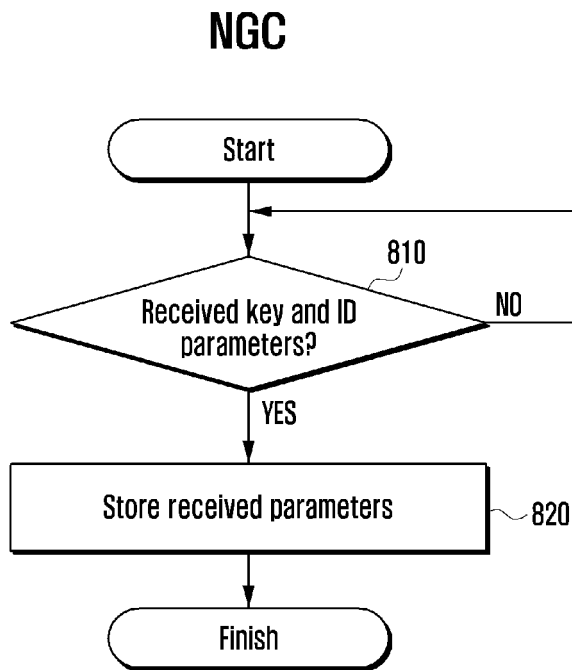 NGC
Start
810
Received key and ID
parameters?
NO
YES
Store received parameters
820
Finish